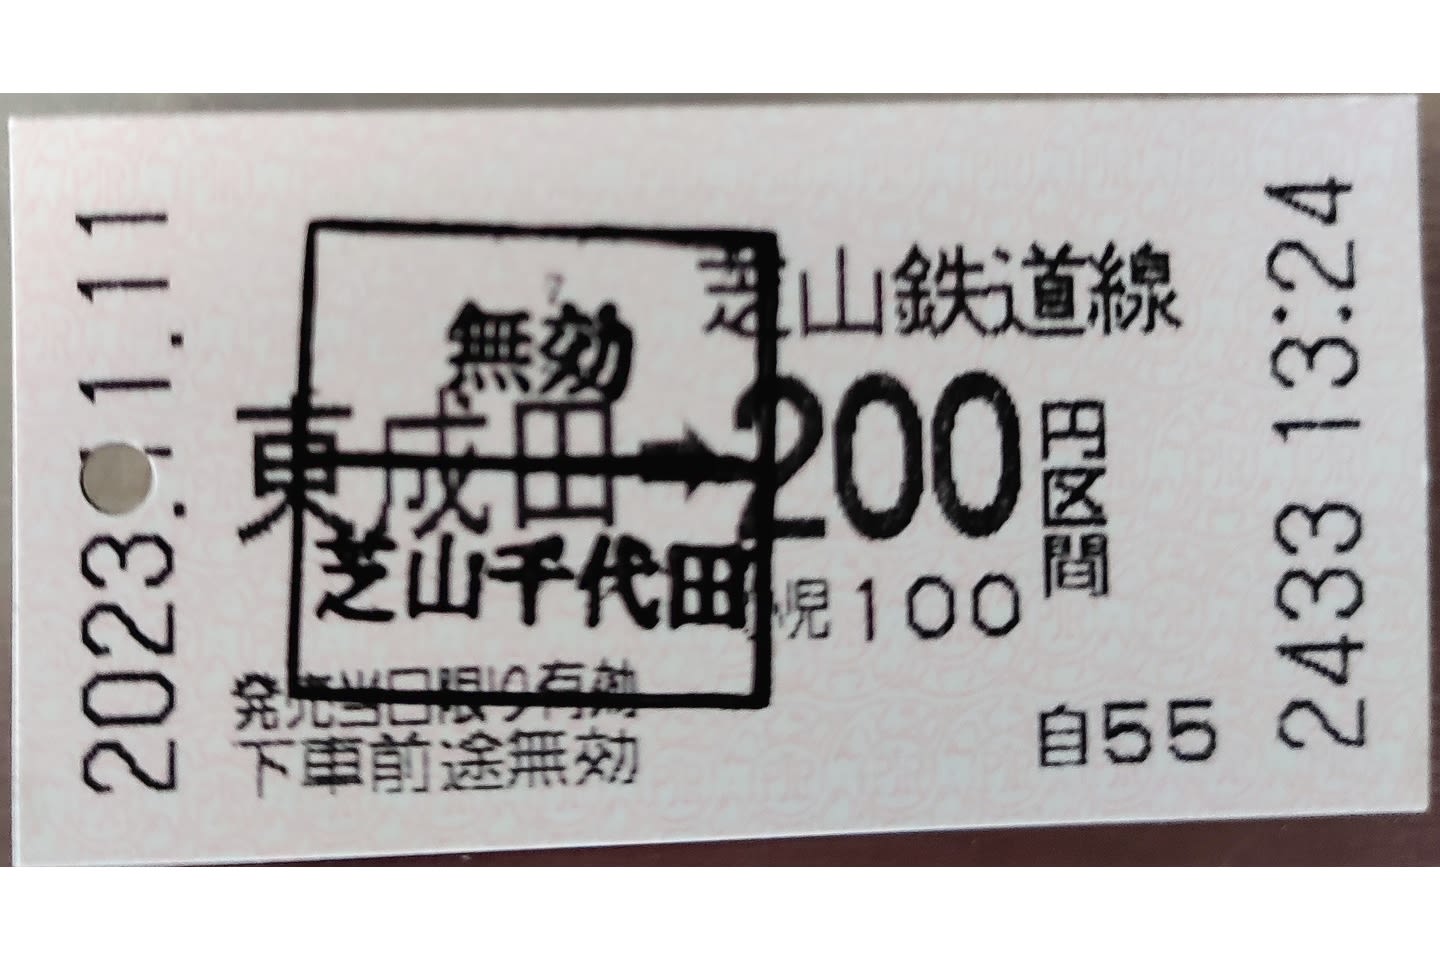 芝山鉄道線
東成田→200円区間
小児100
発売当日限り有効
下車前途無効
自55
2023.11.11
2433 13:24
無効
芝山千代田